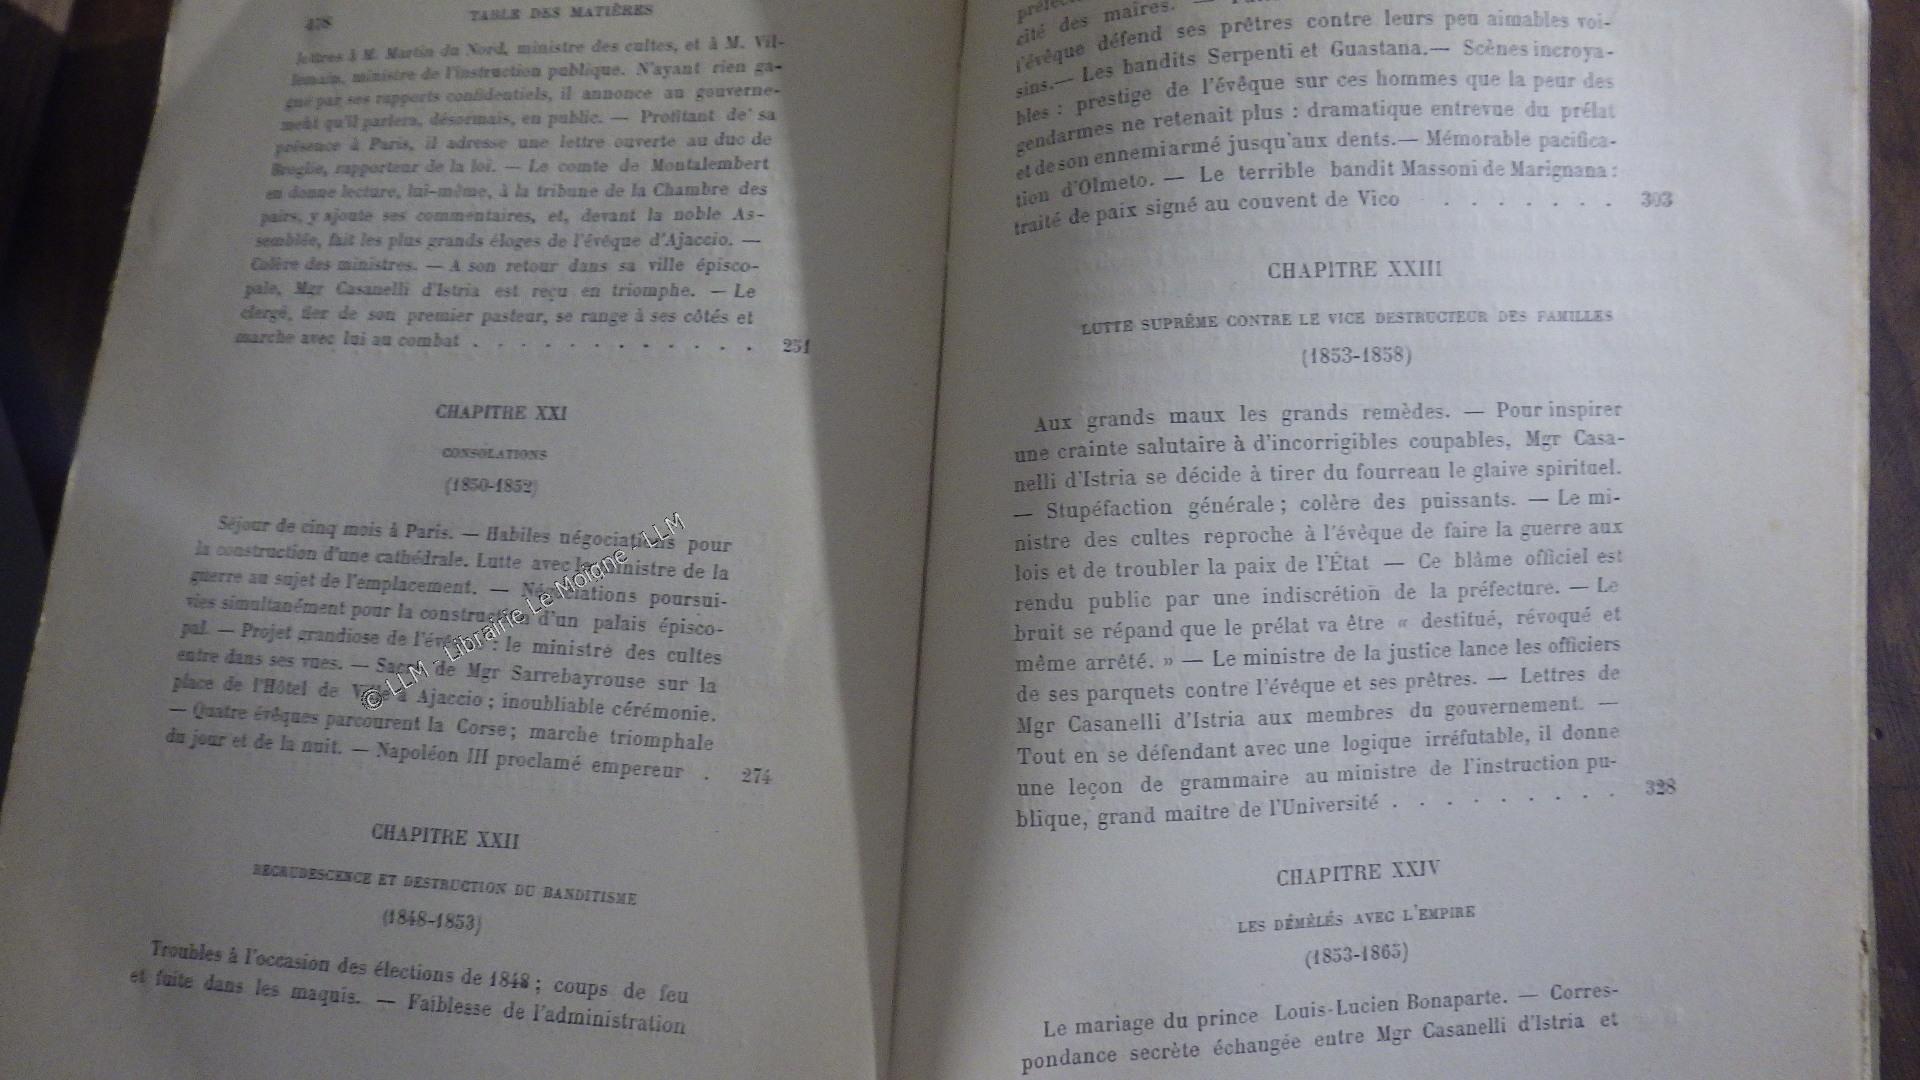 478 TABLE DES MATIÈRES
lettres à M. Martin du Nord, ministre des cultes, et à M. Vil-
lemain, ministre de l'instruction publique. N'ayant rien ga-
gné par ses rapports confidentiels, il annonce au gouverne-
ment qu'il parlera, désormais, en public. — Profitant de sa
présence à Paris, il adresse une lettre ouverte au duc de
Broglie, rapporteur de la loi. — Le comte de Montalembert
en donne lecture, lui-même, à la tribune de la Chambre des
pairs, y ajoute ses commentaires, et, devant la noble As-
semblée, fait les plus grands éloges de l'évêque d'Ajaccio. —
Colère des ministres. — A son retour dans sa ville épisco-
pale, Mgr Casanelli d'Istria est reçu en triomphe. — Le
clergé, fier de son premier pasteur, se range à ses côtés et
marche avec lui au combat . . . . . . . . . . . . 251
CHAPITRE XXI
CONSOLATIONS
(1850-1852)
Séjour de cinq mois à Paris. — Habiles négociations pour
la construction d'une cathédrale. Lutte avec le ministre de la
guerre au sujet de l'emplacement. — Négociations poursui-
vies simultanément pour la construction d'un palais épisco-
pal. — Projet grandiose de l'évêque : le ministre des cultes
entre dans ses vues. — Sacre de Mgr Sarrebayrouse sur la
place de l'Hôtel de Ville à Ajaccio ; inoubliable cérémonie.
— Quatre évêques parcourent la Corse ; marche triomphale
du jour et de la nuit. — Napoléon III proclamé empereur . 274
CHAPITRE XXII
RECRUDESCENCE ET DESTRUCTION DU BANDITISME
(1848-1853)
Troubles à l'occasion des élections de 1848 ; coups de feu
et fuite dans les maquis. — Faiblesse de l'administration
cité des maires. —
l'évêque défend ses prêtres contre leurs peu aimables voi-
sins.— Les bandits Serpenti et Guastana.— Scènes incroya-
bles : prestige de l'évêque sur ces hommes que la peur des
gendarmes ne retenait plus : dramatique entrevue du prélat
et de son ennemi armé jusqu'aux dents.— Mémorable pacifica-
tion d'Olmeto. — Le terrible bandit Massoni de Marignana :
traité de paix signé au couvent de Vico . . . . . . . 303
CHAPITRE XXIII
LUTTE SUPRÊME CONTRE LE VICE DESTRUCTEUR DES FAMILLES
(1853-1858)
Aux grands maux les grands remèdes. — Pour inspirer
une crainte salutaire à d'incorrigibles coupables, Mgr Casa-
nelli d'Istria se décide à tirer du fourreau le glaive spirituel.
— Stupéfaction générale ; colère des puissants. — Le mi-
nistre des cultes reproche à l'évêque de faire la guerre aux
lois et de troubler la paix de l'État — Ce blâme officiel est
rendu public par une indiscrétion de la préfecture. — Le
bruit se répand que le prélat va être « destitué, révoqué et
même arrêté. » — Le ministre de la justice lance les officiers
de ses parquets contre l'évêque et ses prêtres. — Lettres de
Mgr Casanelli d'Istria aux membres du gouvernement. —
Tout en se défendant avec une logique irréfutable, il donne
une leçon de grammaire au ministre de l'instruction pu-
blique, grand maître de l'Université . . . . . . . . . 328
CHAPITRE XXIV
LES DÉMÊLÉS AVEC L'EMPIRE
(1853-1865)
Le mariage du prince Louis-Lucien Bonaparte. — Corres-
pondance secrète échangée entre Mgr Casanelli d'Istria et
© LLM - Librairie Le Moigne - LLM